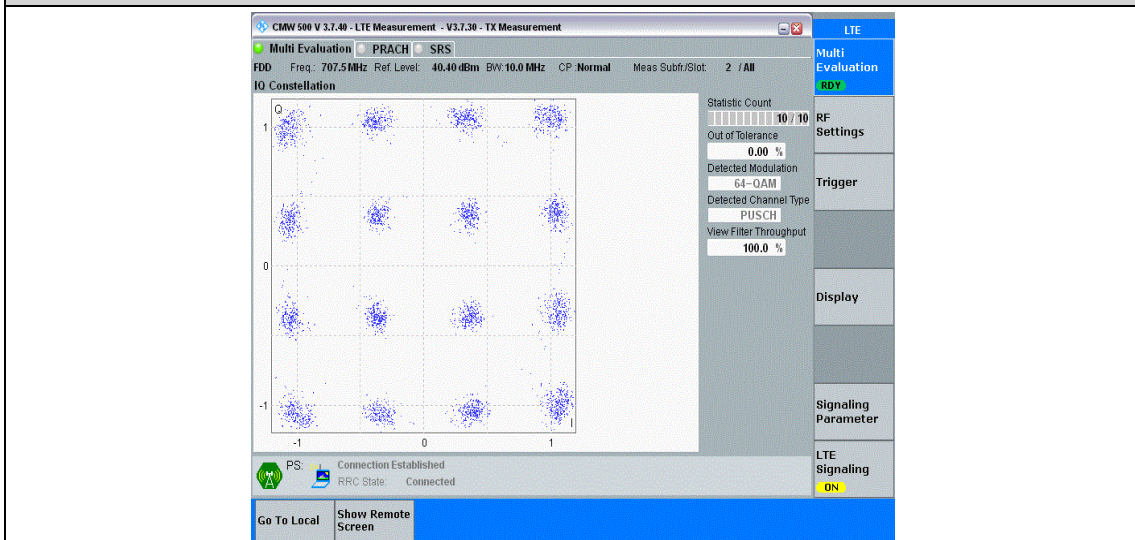 CMW 500 V 3.7.40 - LTE Measurement - V3.7.30 - TX Measurement
LTE
Multi Evaluation PRACH SRS
Multi
Evaluation
RDY
FDD Freq.: 707.5 MHz Ref. Level: 40.40 dBm BW: 10.0 MHz CP :Normal Meas Subfr./Slot: 2 / All
IQ Constellation
Q
1
0
-1
-1 0 1
I
Statistic Count
10 / 10
Out of Tolerance
0.00 %
Detected Modulation
64-QAM
Detected Channel Type
PUSCH
View Filter Throughput
100.0 %
RF
Settings
Trigger
Display
Signaling
Parameter
LTE
Signaling
ON
PS: Connection Established
RRC State: Connected
Go To Local
Show Remote
Screen